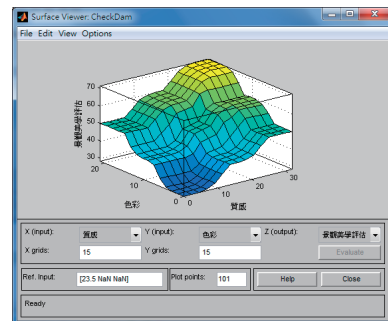 Surface Viewer: CheckDam
File Edit View Options
70
60
50
40
30
景觀美學評估
20
10
0
色彩
0
10
20
30
質感
X (input): 質感 Y (input): 色彩 Z (output): 景觀美學評估
X grids: 15 Y grids: 15 Evaluate
Ref. Input: [23.5 NaN NaN] Plot points: 101 Help Close
Ready